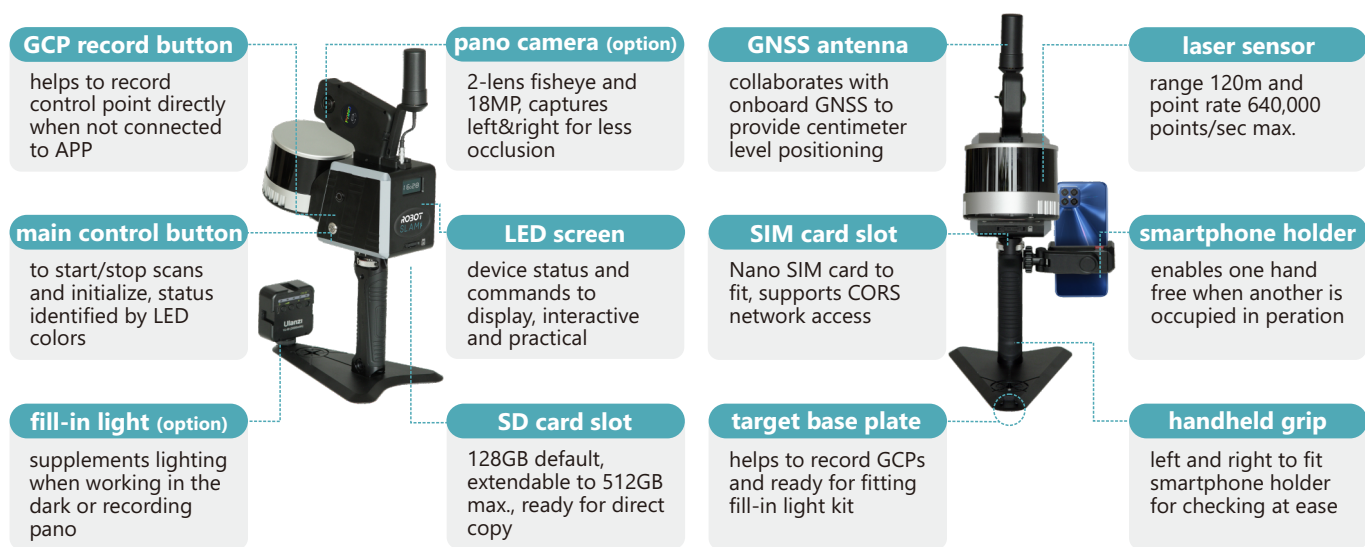 GCP record button
helps to record
control point directly
when not connected
to APP
pano camera (option)
2-lens fisheye and
18MP, captures
left&right for less
occlusion
GNSS antenna
collaborates with
onboard GNSS to
provide centimeter
level positioning
laser sensor
range 120m and
point rate 640,000
points/sec max.
16:28
ROBOT
SLAM
main control button
to start/stop scans
and initialize, status
identified by LED
colors
LED screen
device status and
commands to
display, interactive
and practical
SIM card slot
Nano SIM card to
fit, supports CORS
network access
smartphone holder
enables one hand
free when another is
occupied in peration
Ulanzi
fill-in light (option)
supplements lighting
when working in the
dark or recording
pano
SD card slot
128GB default,
extendable to 512GB
max., ready for direct
copy
target base plate
helps to record GCPs
and ready for fitting
fill-in light kit
handheld grip
left and right to fit
smartphone holder
for checking at ease